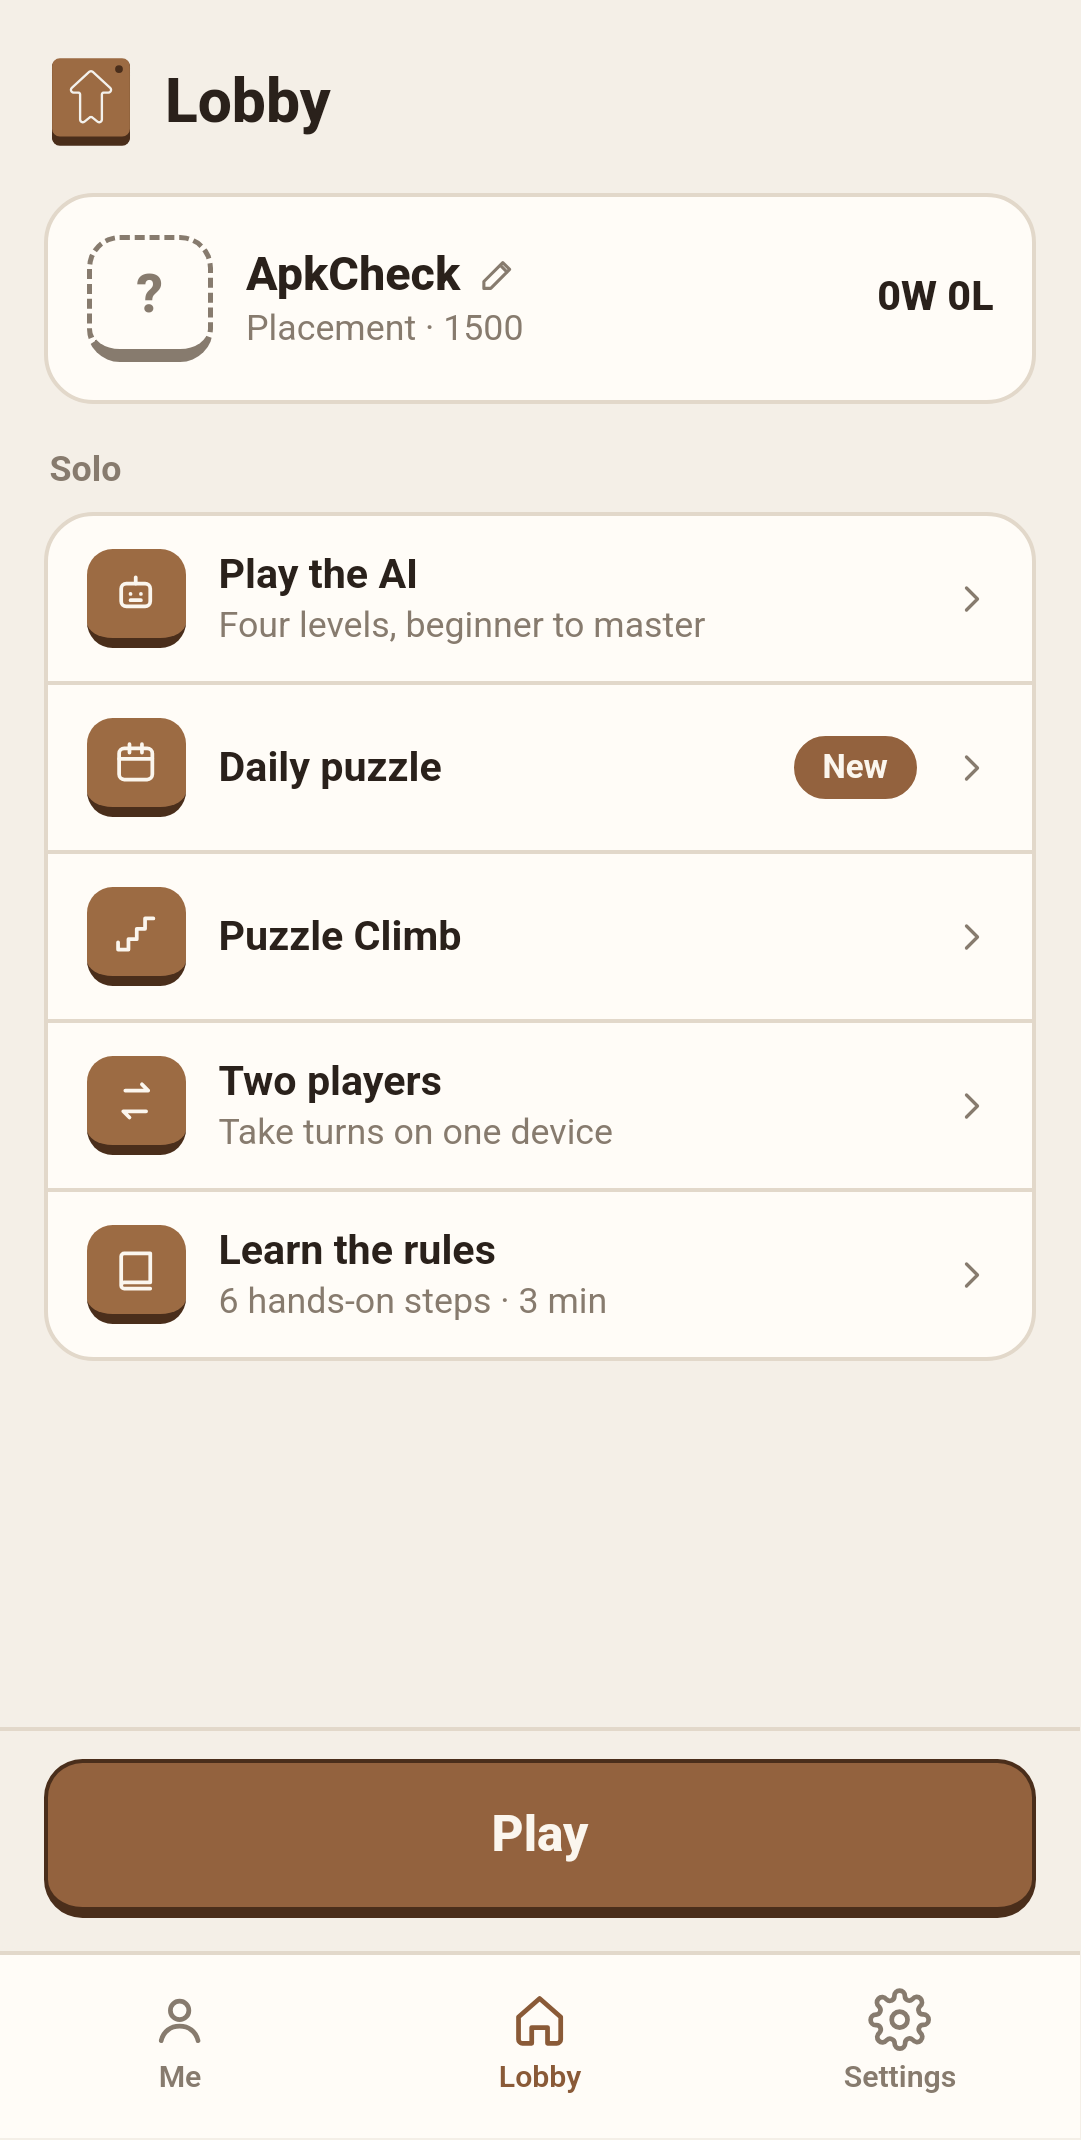 Lobby
?
ApkCheck
Placement · 1500
0W 0L
Solo
Play the AI
Four levels, beginner to master
Daily puzzle
New
Puzzle Climb
Two players
Take turns on one device
Learn the rules
6 hands-on steps · 3 min
Play
Me
Lobby
Settings